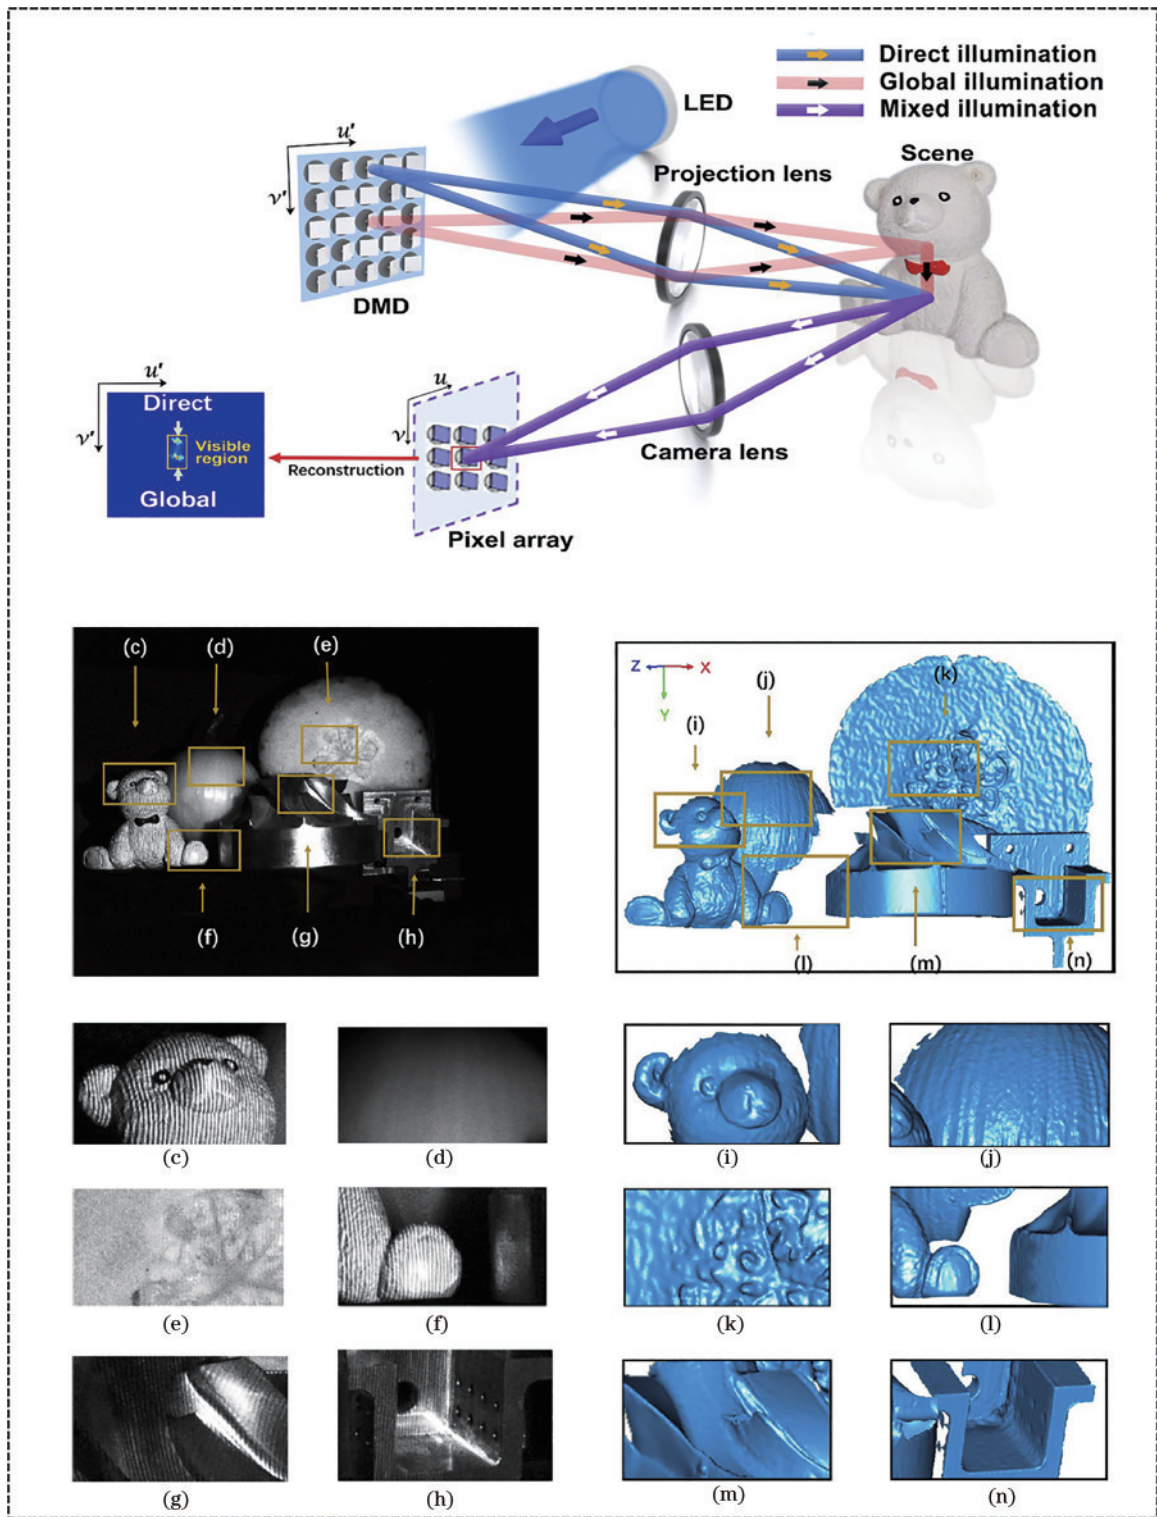 Direct illumination
Global illumination
Mixed illumination
LED
Scene
u'
v'
Projection lens
DMD
u'
v'
Direct
Visible
region
Global
Reconstruction
u
v
Camera lens
Pixel array
(c)
(d)
(e)
(f)
(g)
(h)
Z
X
Y
(i)
(j)
(k)
(l)
(m)
(n)
(c)
(d)
(i)
(j)
(e)
(f)
(k)
(l)
(g)
(h)
(m)
(n)